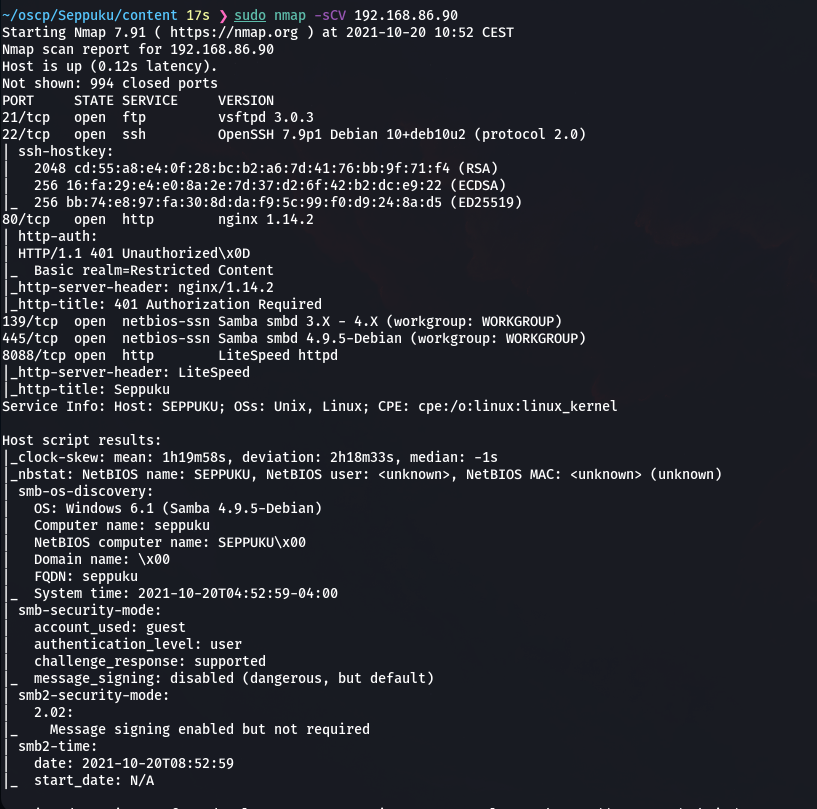 ~/oscp/Seppuku/content 17s ❯ sudo nmap -sCV 192.168.86.90
Starting Nmap 7.91 ( https://nmap.org ) at 2021-10-20 10:52 CEST
Nmap scan report for 192.168.86.90
Host is up (0.12s latency).
Not shown: 994 closed ports
PORT     STATE SERVICE     VERSION
21/tcp   open  ftp         vsftpd 3.0.3
22/tcp   open  ssh         OpenSSH 7.9p1 Debian 10+deb10u2 (protocol 2.0)
| ssh-hostkey:
|   2048 cd:55:a8:e4:0f:28:bc:b2:a6:7d:41:76:bb:9f:71:f4 (RSA)
|   256 16:fa:29:e4:e0:8a:2e:7d:37:d2:6f:42:b2:dc:e9:22 (ECDSA)
|_  256 bb:74:e8:97:fa:30:8d:da:f9:5c:99:f0:d9:24:8a:d5 (ED25519)
80/tcp   open  http        nginx 1.14.2
| http-auth:
| HTTP/1.1 401 Unauthorized\x0D
|_  Basic realm=Restricted Content
|_http-server-header: nginx/1.14.2
|_http-title: 401 Authorization Required
139/tcp  open  netbios-ssn Samba smbd 3.X - 4.X (workgroup: WORKGROUP)
445/tcp  open  netbios-ssn Samba smbd 4.9.5-Debian (workgroup: WORKGROUP)
8088/tcp open  http        LiteSpeed httpd
|_http-server-header: LiteSpeed
|_http-title: Seppuku
Service Info: Host: SEPPUKU; OSs: Unix, Linux; CPE: cpe:/o:linux:linux_kernel
Host script results:
|_clock-skew: mean: 1h19m58s, deviation: 2h18m33s, median: -1s
|_nbstat: NetBIOS name: SEPPUKU, NetBIOS user: <unknown>, NetBIOS MAC: <unknown> (unknown)
| smb-os-discovery:
|   OS: Windows 6.1 (Samba 4.9.5-Debian)
|   Computer name: seppuku
|   NetBIOS computer name: SEPPUKU\x00
|   Domain name: \x00
|   FQDN: seppuku
|_  System time: 2021-10-20T04:52:59-04:00
| smb-security-mode:
|   account_used: guest
|   authentication_level: user
|   challenge_response: supported
|_  message_signing: disabled (dangerous, but default)
| smb2-security-mode:
|   2.02:
|_    Message signing enabled but not required
| smb2-time:
|   date: 2021-10-20T08:52:59
|_  start_date: N/A